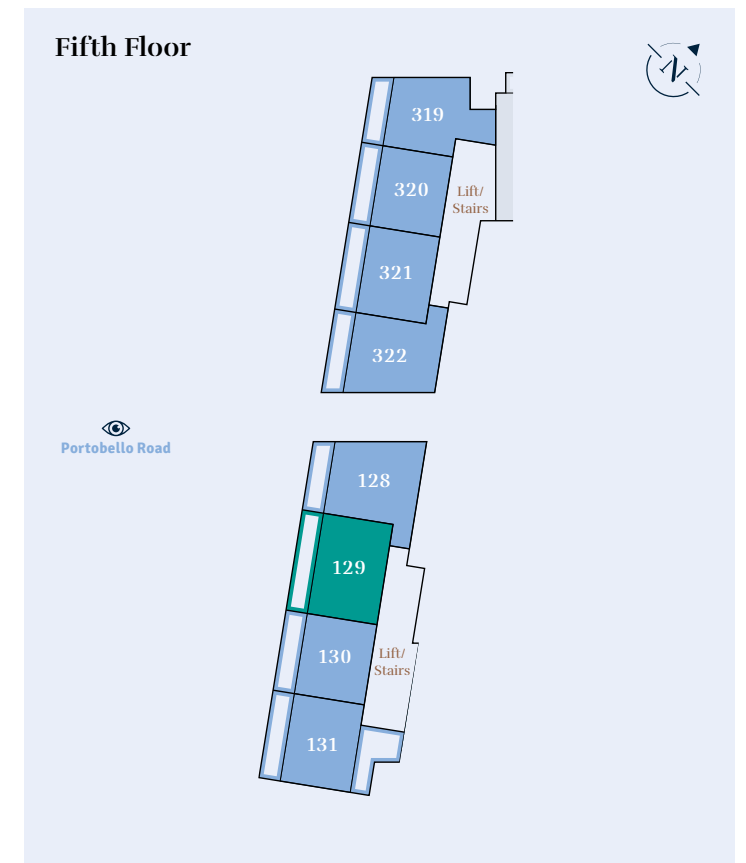 Fifth Floor
N
319
320
Lift/
Stairs
321
322
Portobello Road
128
129
130
Lift/
Stairs
131